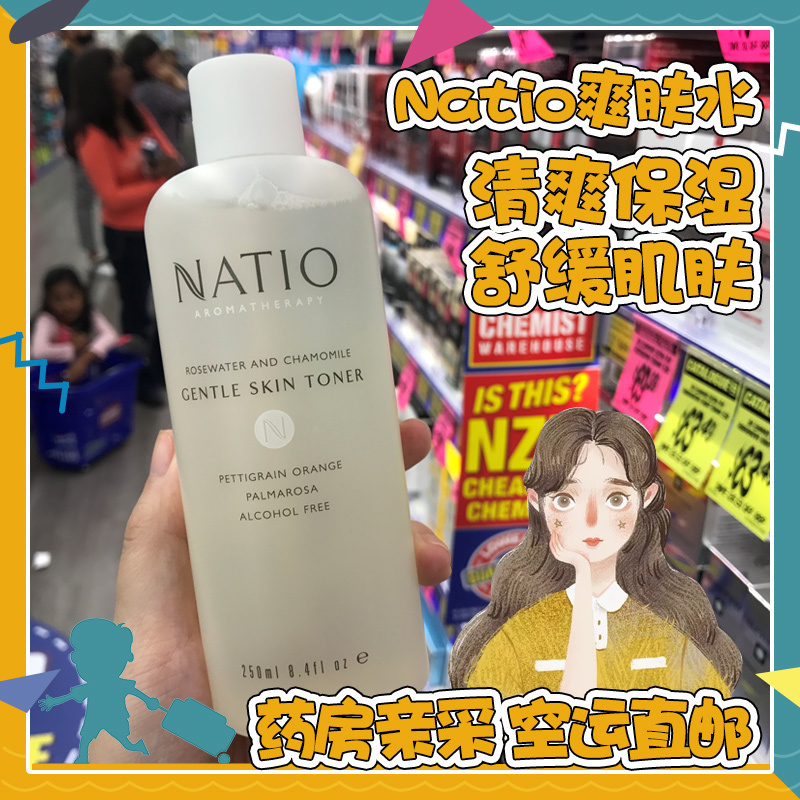 Natio爽肤水
清爽保湿
舒缓肌肤
NATIO
AROMATHERAPY
ROSEWATER AND CHAMOMILE
GENTLE SKIN TONER
N
PETTIGRAIN ORANGE
PALMAROSA
ALCOHOL FREE
250ml 8.4fl oz e
CHEMIST
WAREHOUSE
IS THIS?
NZ
CHEA
CHEM
药房亲采 空运直邮